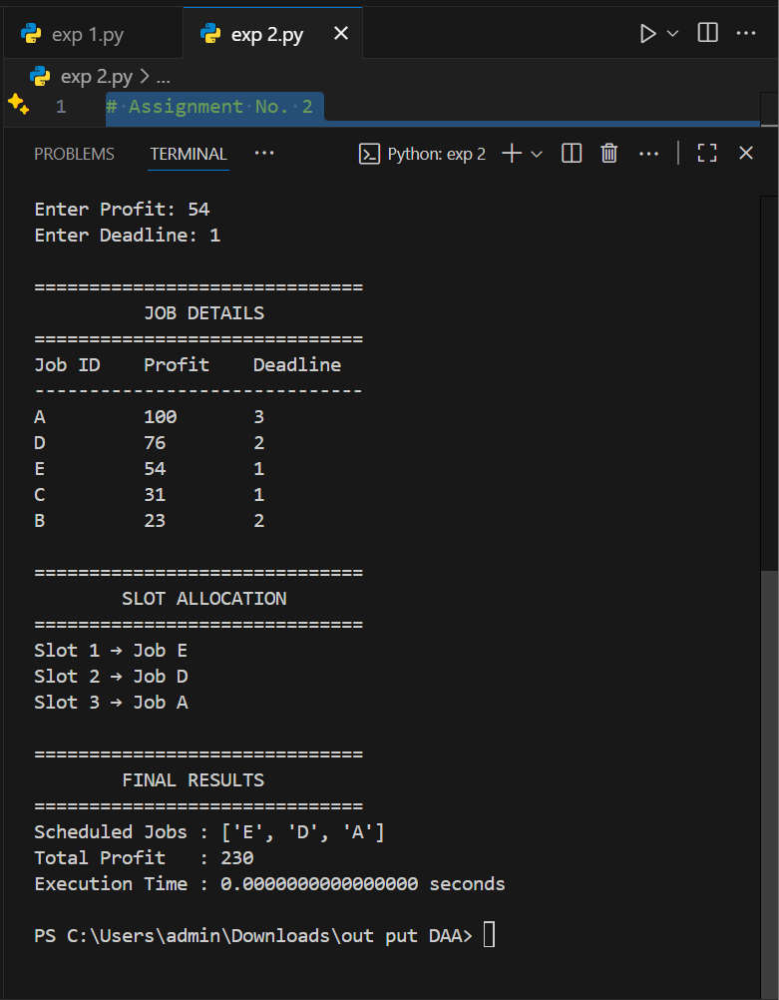 exp 1.py
exp 2.py
exp 2.py > ...
1 # Assignment No. 2
PROBLEMS TERMINAL ... Python: exp 2
Enter Profit: 54
Enter Deadline: 1
==============================
JOB DETAILS
==============================
Job ID Profit Deadline
------------------------------
A 100 3
D 76 2
E 54 1
C 31 1
B 23 2
==============================
SLOT ALLOCATION
==============================
Slot 1 → Job E
Slot 2 → Job D
Slot 3 → Job A
==============================
FINAL RESULTS
==============================
Scheduled Jobs : ['E', 'D', 'A']
Total Profit : 230
Execution Time : 0.0000000000000000 seconds
PS C:\Users\admin\Downloads\out put DAA>